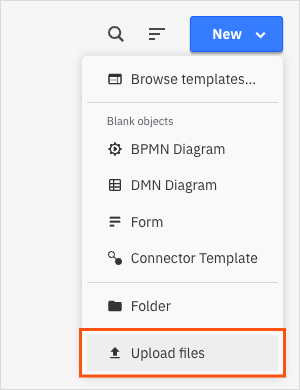 New
Browse templates...
Blank objects
BPMN Diagram
DMN Diagram
Form
Connector Template
Folder
Upload files